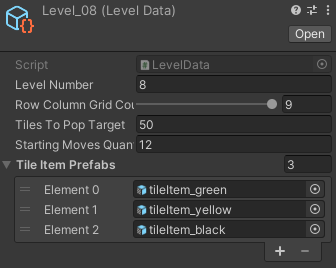 Level_08 (Level Data)
Open
Script LevelData
Level Number 8
Row Column Grid Cou 9
Tiles To Pop Target 50
Starting Moves Quan 12
Tile Item Prefabs 3
Element 0 tileItem_green
Element 1 tileItem_yellow
Element 2 tileItem_black
+ −